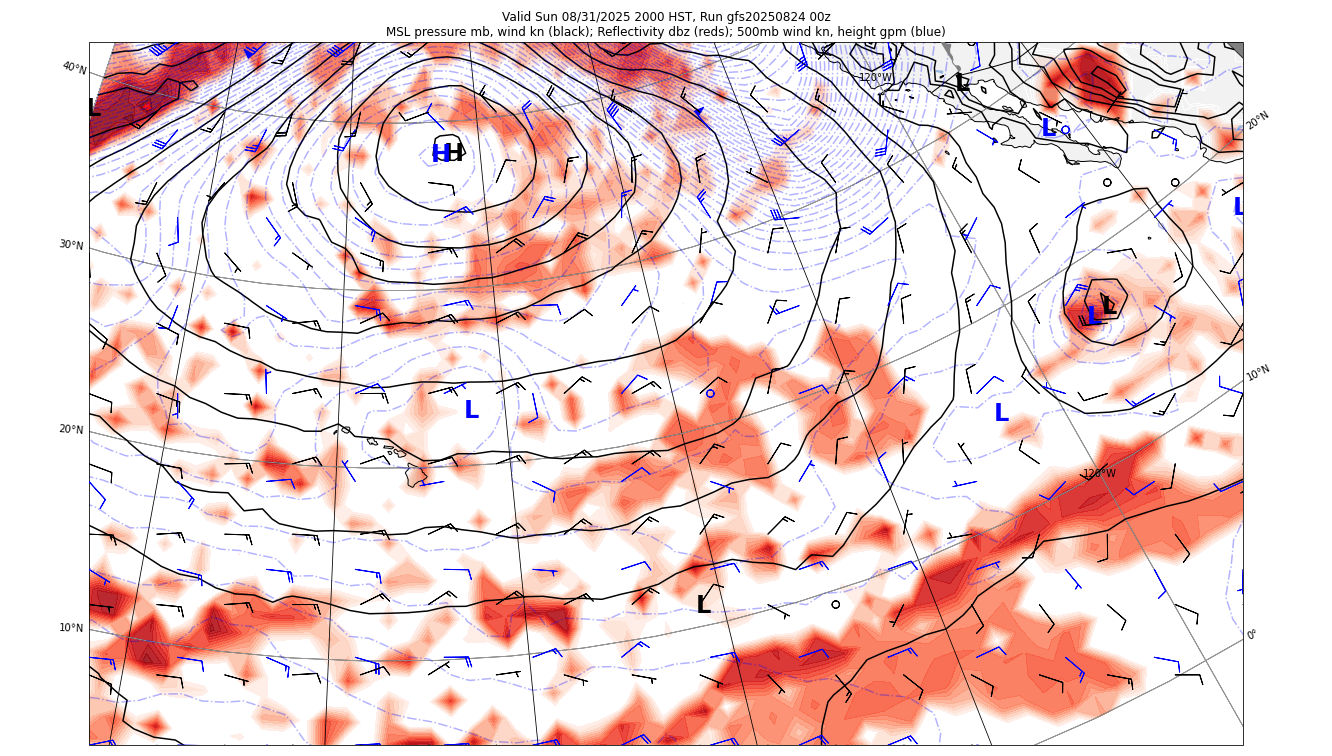 Valid Sun 08/31/2025 2000 HST, Run gfs20250824 00z
MSL pressure mb, wind kn (black); Reflectivity dbz (reds); 500mb wind kn, height gpm (blue)
40°N
120°W
L
L
L
20°N
H H
L
30°N
L
L
10°N
L
L
20°N
120°W
L
10°N
0°